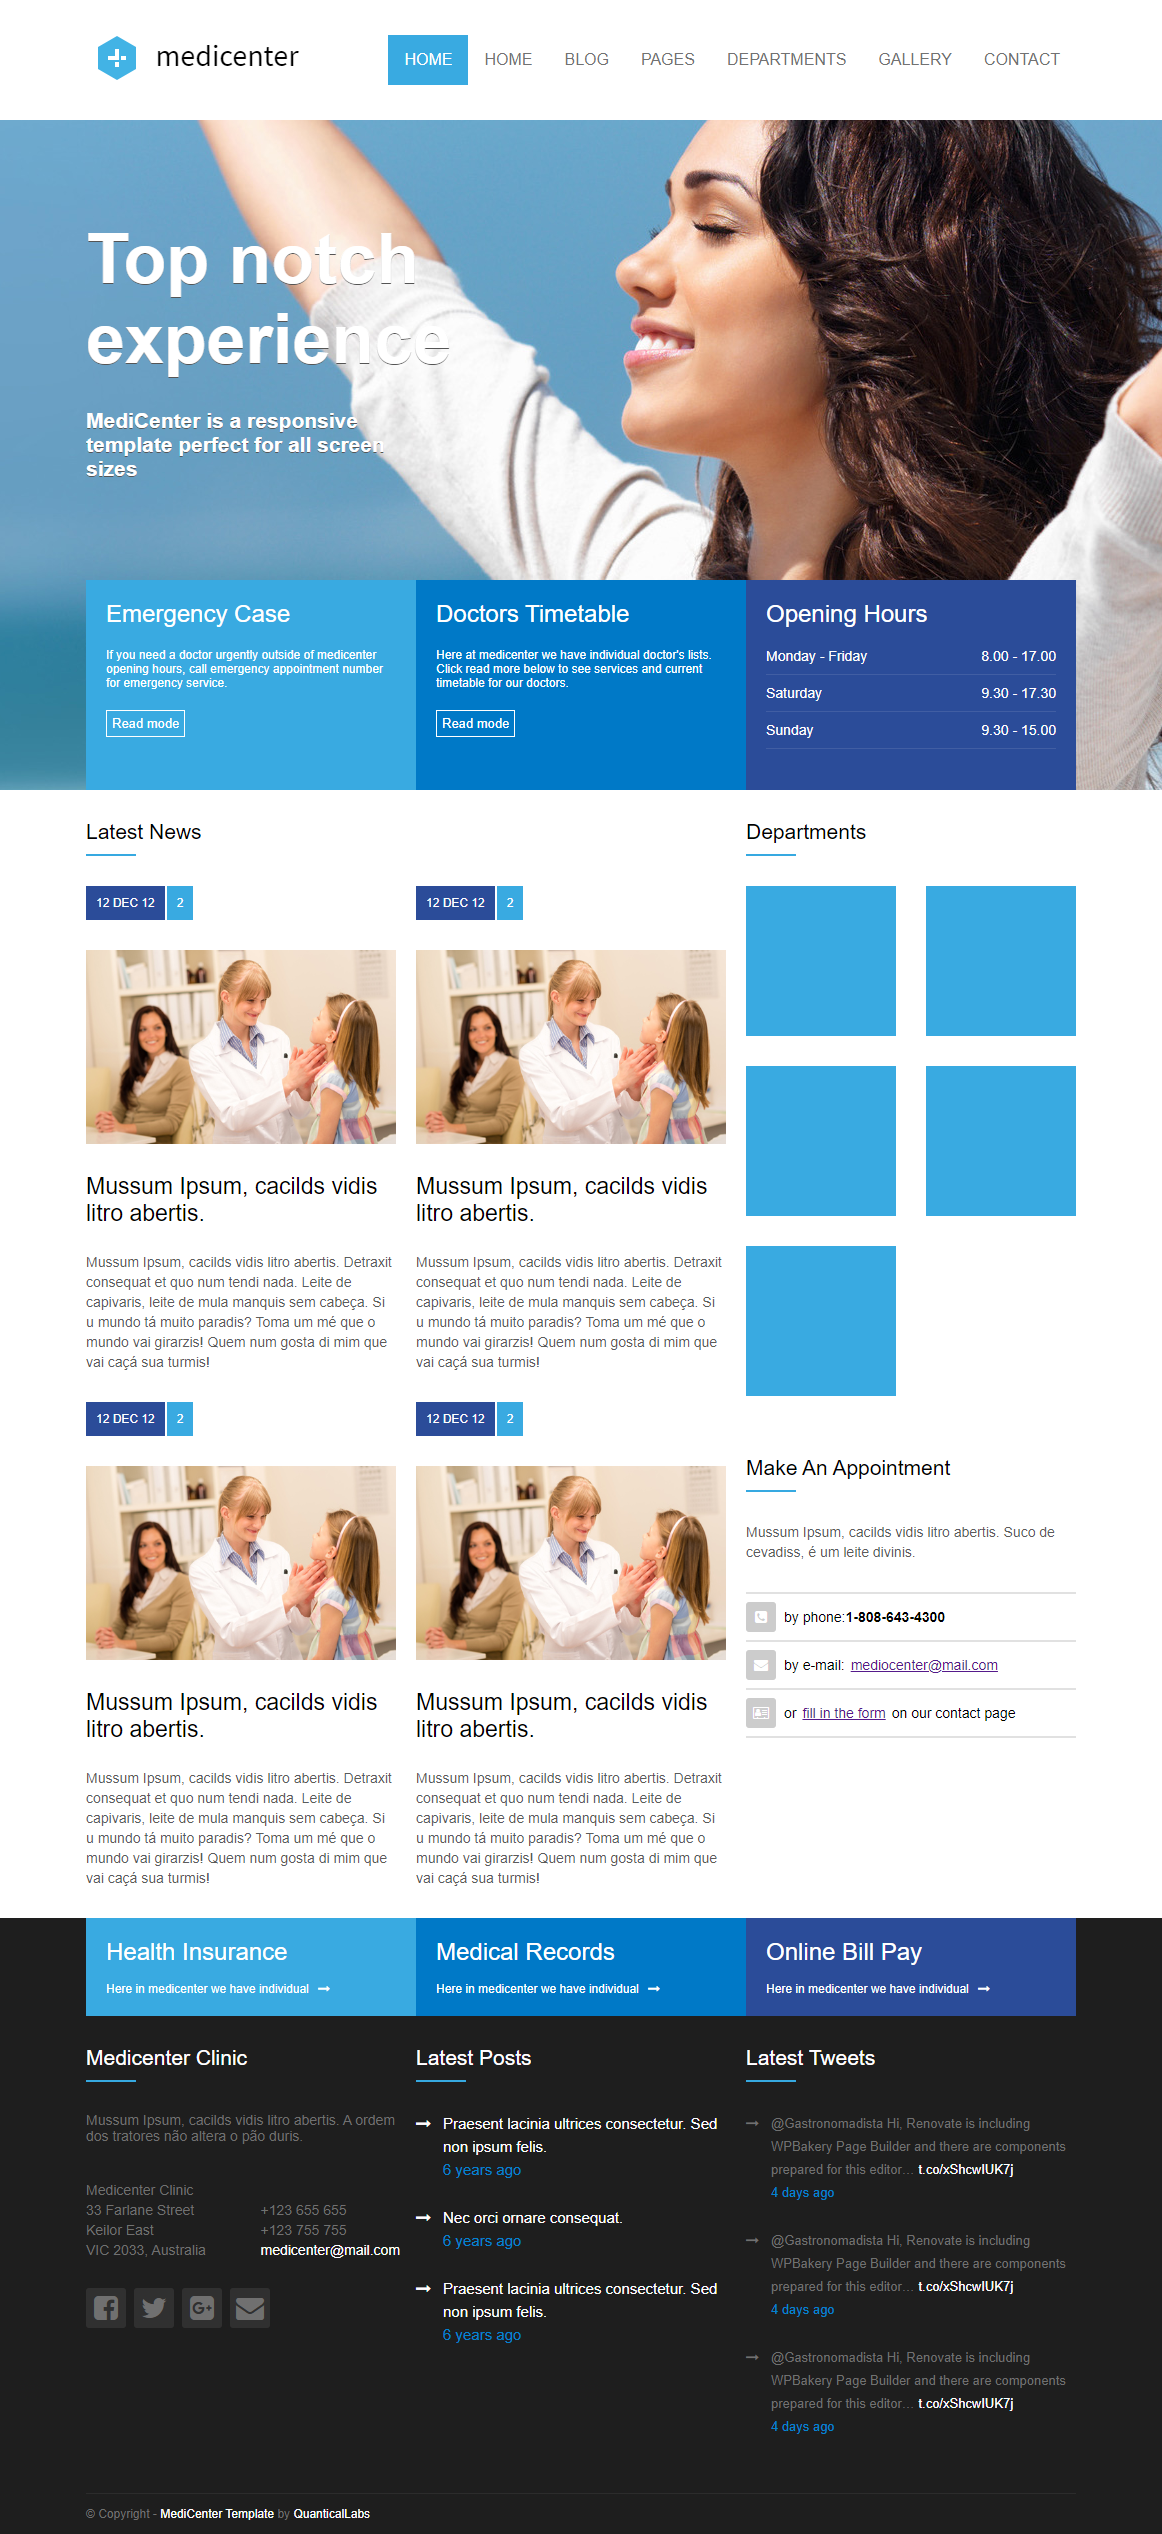 medicenter
HOME HOME BLOG PAGES DEPARTMENTS GALLERY CONTACT
Top notch
experience
MediCenter is a responsive
template perfect for all screen
sizes
Emergency Case
If you need a doctor urgently outside of medicenter
opening hours, call emergency appointment number
for emergency service.
Read mode
Doctors Timetable
Here at medicenter we have individual doctor's lists.
Click read more below to see services and current
timetable for our doctors.
Read mode
Opening Hours
Monday - Friday 8.00 - 17.00
Saturday 9.30 - 17.30
Sunday 9.30 - 15.00
Latest News
12 DEC 12 2
Mussum Ipsum, cacilds vidis
litro abertis.
Mussum Ipsum, cacilds vidis litro abertis. Detraxit
consequat et quo num tendi nada. Leite de
capivaris, leite de mula manquis sem cabeça. Si
u mundo tá muito paradis? Toma um mé que o
mundo vai girarzis! Quem num gosta di mim que
vai caçá sua turmis!
12 DEC 12 2
Mussum Ipsum, cacilds vidis
litro abertis.
Mussum Ipsum, cacilds vidis litro abertis. Detraxit
consequat et quo num tendi nada. Leite de
capivaris, leite de mula manquis sem cabeça. Si
u mundo tá muito paradis? Toma um mé que o
mundo vai girarzis! Quem num gosta di mim que
vai caçá sua turmis!
12 DEC 12 2
Mussum Ipsum, cacilds vidis
litro abertis.
Mussum Ipsum, cacilds vidis litro abertis. Detraxit
consequat et quo num tendi nada. Leite de
capivaris, leite de mula manquis sem cabeça. Si
u mundo tá muito paradis? Toma um mé que o
mundo vai girarzis! Quem num gosta di mim que
vai caçá sua turmis!
12 DEC 12 2
Mussum Ipsum, cacilds vidis
litro abertis.
Mussum Ipsum, cacilds vidis litro abertis. Detraxit
consequat et quo num tendi nada. Leite de
capivaris, leite de mula manquis sem cabeça. Si
u mundo tá muito paradis? Toma um mé que o
mundo vai girarzis! Quem num gosta di mim que
vai caçá sua turmis!
Departments
Make An Appointment
Mussum Ipsum, cacilds vidis litro abertis. Suco de
cevadiss, é um leite divinis.
by phone:1-808-643-4300
by e-mail: mediocenter@mail.com
or fill in the form on our contact page
Health Insurance
Here in medicenter we have individual
Medical Records
Here in medicenter we have individual
Online Bill Pay
Here in medicenter we have individual
Medicenter Clinic
Mussum Ipsum, cacilds vidis litro abertis. A ordem
dos tratores não altera o pão duris.
Medicenter Clinic
33 Farlane Street +123 655 655
Keilor East +123 755 755
VIC 2033, Australia medicenter@mail.com
Latest Posts
Praesent lacinia ultrices consectetur. Sed
non ipsum felis.
6 years ago
Nec orci ornare consequat.
6 years ago
Praesent lacinia ultrices consectetur. Sed
non ipsum felis.
6 years ago
Latest Tweets
@Gastronomadista Hi, Renovate is including
WPBakery Page Builder and there are components
prepared for this editor... t.co/xShcwIUK7j
4 days ago
@Gastronomadista Hi, Renovate is including
WPBakery Page Builder and there are components
prepared for this editor... t.co/xShcwIUK7j
4 days ago
@Gastronomadista Hi, Renovate is including
WPBakery Page Builder and there are components
prepared for this editor... t.co/xShcwIUK7j
4 days ago
© Copyright - MediCenter Template by QuanticalLabs